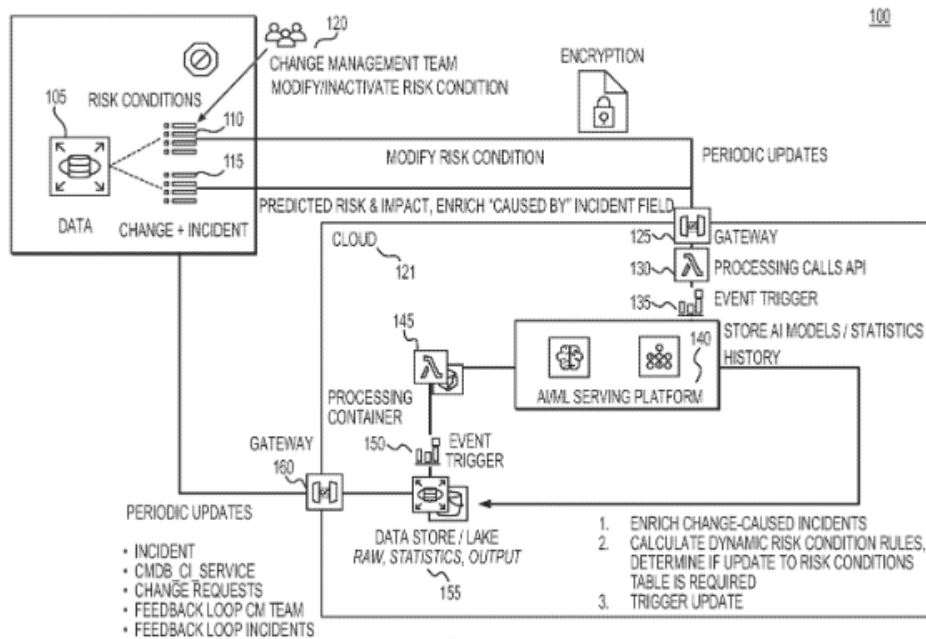 100
120
CHANGE MANAGEMENT TEAM
MODIFY/INACTIVATE RISK CONDITION
ENCRYPTION
105
RISK CONDITIONS
110
115
DATA
CHANGE + INCIDENT
MODIFY RISK CONDITION
PERIODIC UPDATES
PREDICTED RISK & IMPACT, ENRICH "CAUSED BY" INCIDENT FIELD
CLOUD
121
125
GATEWAY
130
PROCESSING CALLS API
135
EVENT TRIGGER
STORE AI MODELS / STATISTICS
HISTORY
140
AI/ML SERVING PLATFORM
145
PROCESSING
CONTAINER
150
EVENT
TRIGGER
GATEWAY
160
DATA STORE / LAKE
RAW, STATISTICS, OUTPUT
155
PERIODIC UPDATES
• INCIDENT
• CMDB_CI_SERVICE
• CHANGE REQUESTS
• FEEDBACK LOOP CM TEAM
• FEEDBACK LOOP INCIDENTS
1. ENRICH CHANGE-CAUSED INCIDENTS
2. CALCULATE DYNAMIC RISK CONDITION RULES,
DETERMINE IF UPDATE TO RISK CONDITIONS
TABLE IS REQUIRED
3. TRIGGER UPDATE